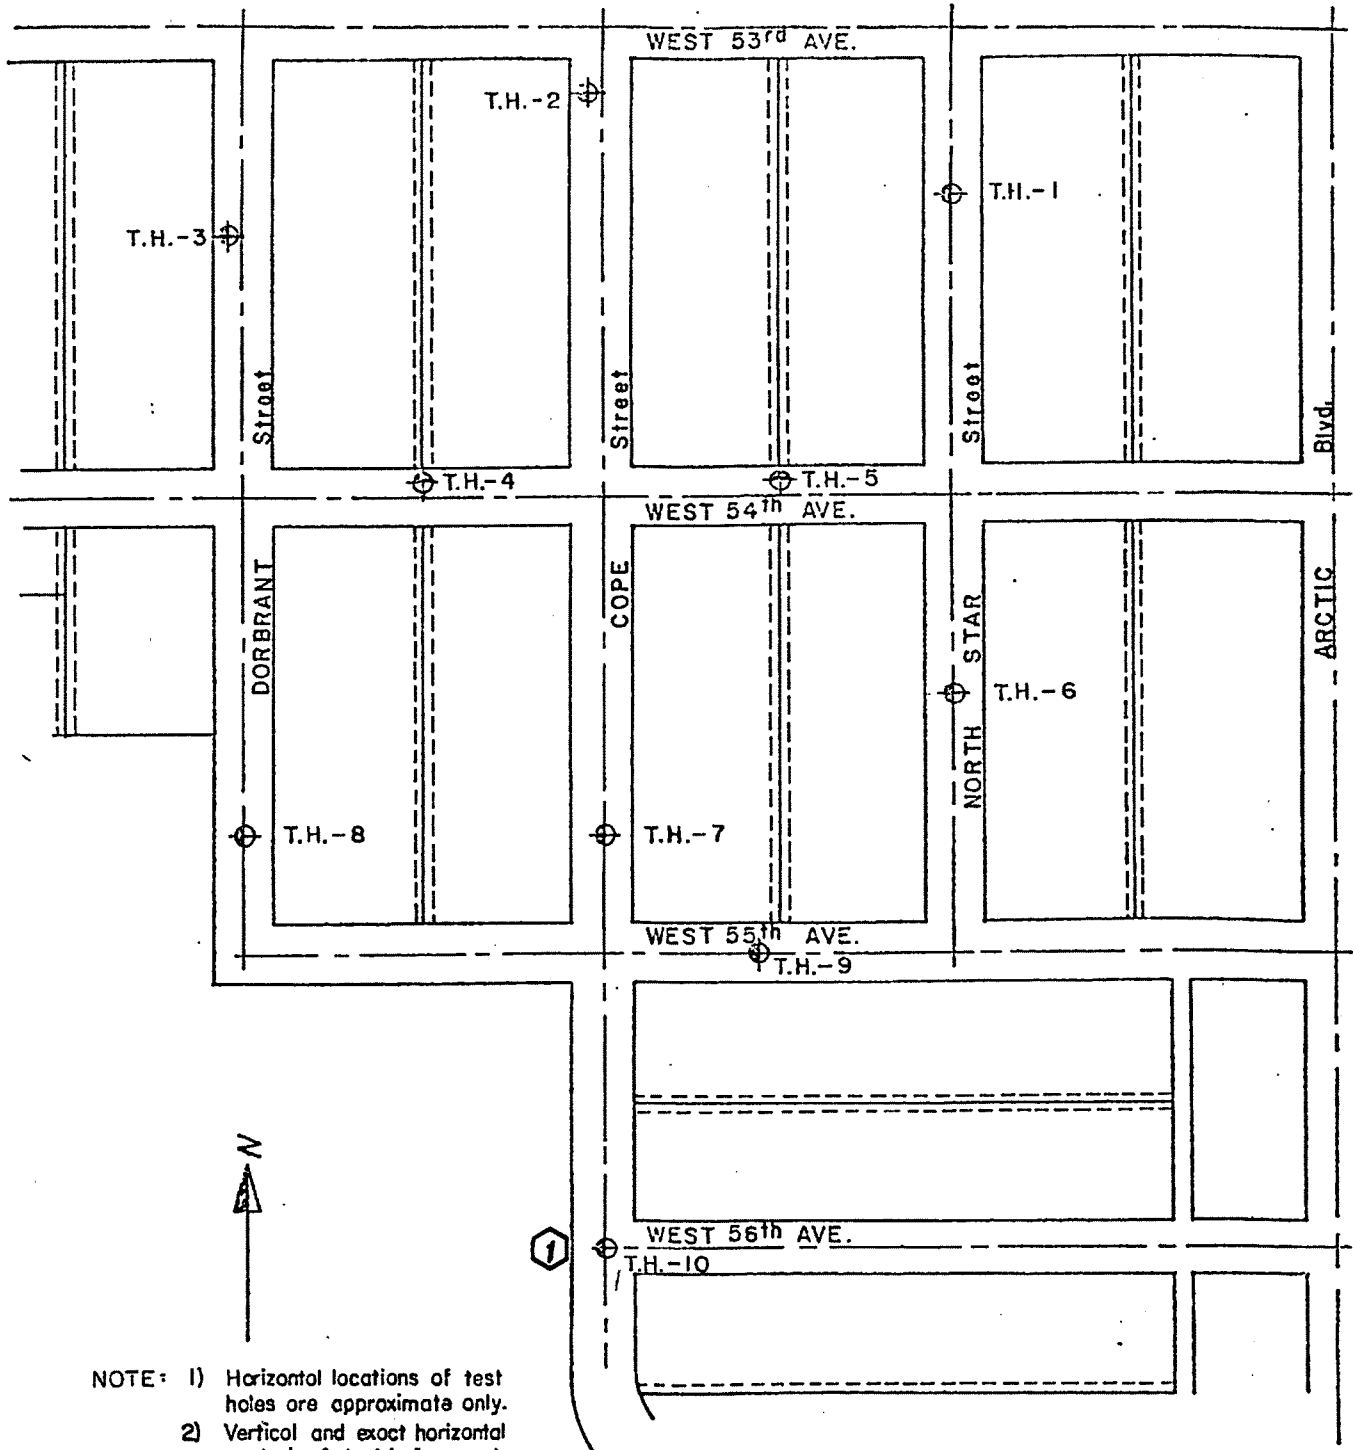 WEST 53rd AVE.
T.H.-2
T.H.-1
T.H.-3
Street
Street
Street
Blvd.
T.H.-4
T.H.-5
WEST 54th AVE.
DORBRANT
COPE
NORTH STAR
ARCTIC
T.H.-6
T.H.-8
T.H.-7
WEST 55th AVE.
T.H.-9
N
1
WEST 56th AVE.
T.H.-10
NOTE: 1) Horizontal locations of test
holes are approximate only.
2) Vertical and exact horizontal